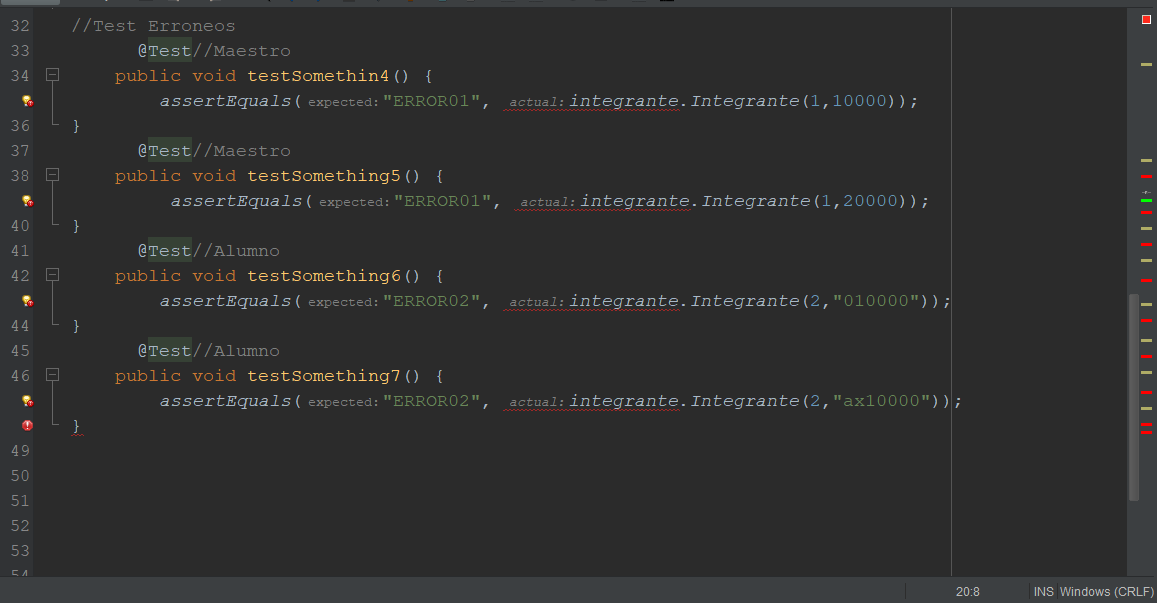 32 //Test Erroneos
33 @Test//Maestro
34 public void testSomethin4() {
assertEquals( expected: "ERROR01", actual: integrante.Integrante(1,10000));
36 }
37 @Test//Maestro
38 public void testSomething5() {
assertEquals( expected: "ERROR01", actual: integrante.Integrante(1,20000));
40 }
41 @Test//Alumno
42 public void testSomething6() {
assertEquals( expected: "ERROR02", actual: integrante.Integrante(2,"010000"));
44 }
45 @Test//Alumno
46 public void testSomething7() {
assertEquals( expected: "ERROR02", actual: integrante.Integrante(2,"ax10000"));
}
49
50
51
52
53
54
20:8 INS Windows (CRLF)